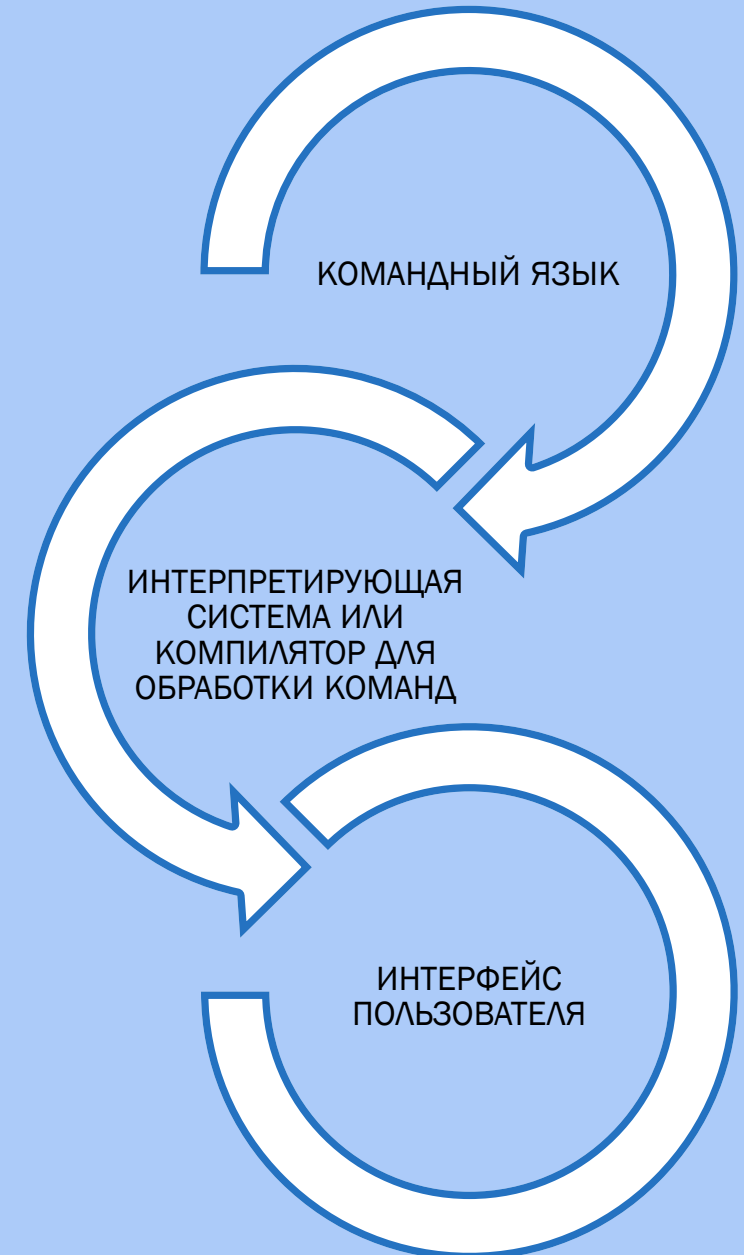 КОМАНДНЫЙ ЯЗЫК
ИНТЕРПРЕТИРУЮЩАЯ
СИСТЕМА ИЛИ
КОМПИЛЯТОР ДЛЯ
ОБРАБОТКИ КОМАНД
ИНТЕРФЕЙС
ПОЛЬЗОВАТЕЛЯ